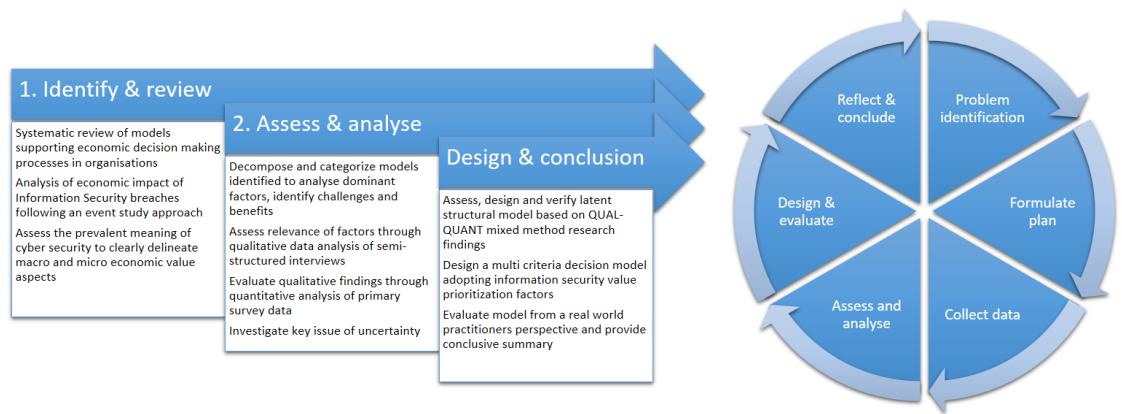 1. Identify & review
Systematic review of models
supporting economic decision making
processes in organisations
Analysis of economic impact of
Information Security breaches
following an event study approach
Assess the prevalent meaning of
cyber security to clearly delineate
macro and micro economic value
aspects
2. Assess & analyse
Decompose and categorize models
identified to analyse dominant
factors, identify challenges and
benefits
Assess relevance of factors through
qualitative data analysis of semi-
structured interviews
Evaluate qualitative findings through
quantitative analysis of primary
survey data
Investigate key issue of uncertainty
Design & conclusion
Assess, design and verify latent
structural model based on QUAL-
QUANT mixed method research
findings
Design a multi criteria decision model
adopting information security value
prioritization factors
Evaluate model from a real world
practitioners perspective and provide
conclusive summary
Problem
identification
Formulate
plan
Collect data
Assess and
analyse
Design &
evaluate
Reflect &
conclude